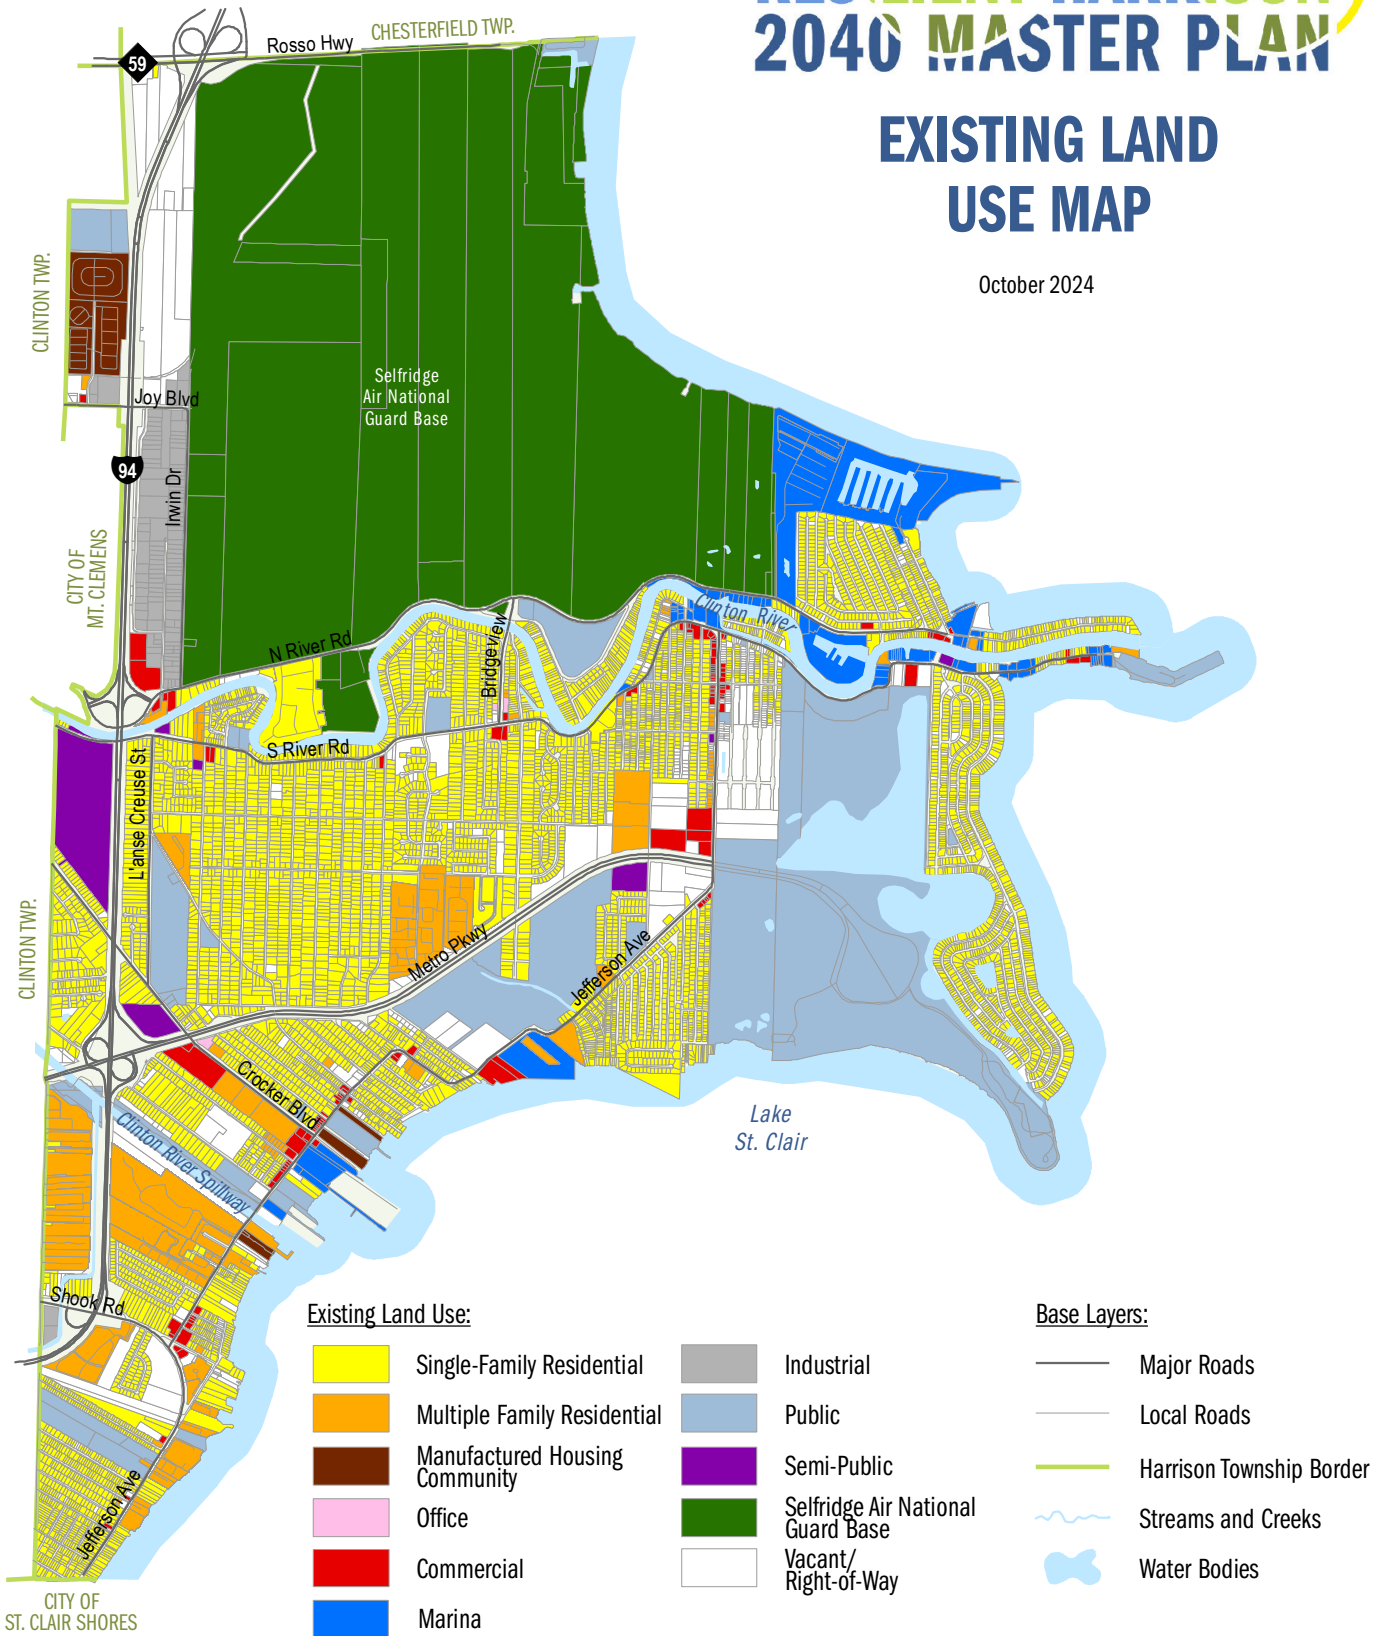 2040 MASTER PLAN
EXISTING LAND
USE MAP
October 2024
CHESTERFIELD TWP.
Rosso Hwy
59
CLINTON TWP.
Joy Blvd
Selfridge
Air National
Guard Base
94
Irwin Dr
CITY OF
MT. CLEMENS
N River Rd
Bridgeview
Clinton River
S River Rd
L'anse Creuse St
CLINTON TWP.
Metro Pkwy
Jefferson Ave
Crocker Blvd
Clinton River Spillway
Lake
St. Clair
Shook Rd
Jefferson Ave
CITY OF
ST. CLAIR SHORES
Existing Land Use:
Single-Family Residential
Multiple Family Residential
Manufactured Housing
Community
Office
Commercial
Marina
Industrial
Public
Semi-Public
Selfridge Air National
Guard Base
Vacant/
Right-of-Way
Base Layers:
Major Roads
Local Roads
Harrison Township Border
Streams and Creeks
Water Bodies